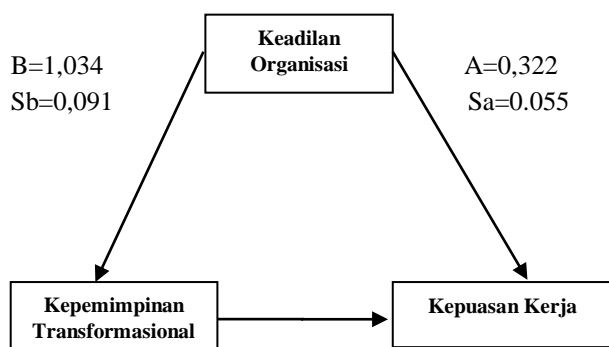 Keadilan
Organisasi
B=1,034
Sb=0,091
A=0,322
Sa=0.055
Kepemimpinan
Transformasional
Kepuasan Kerja